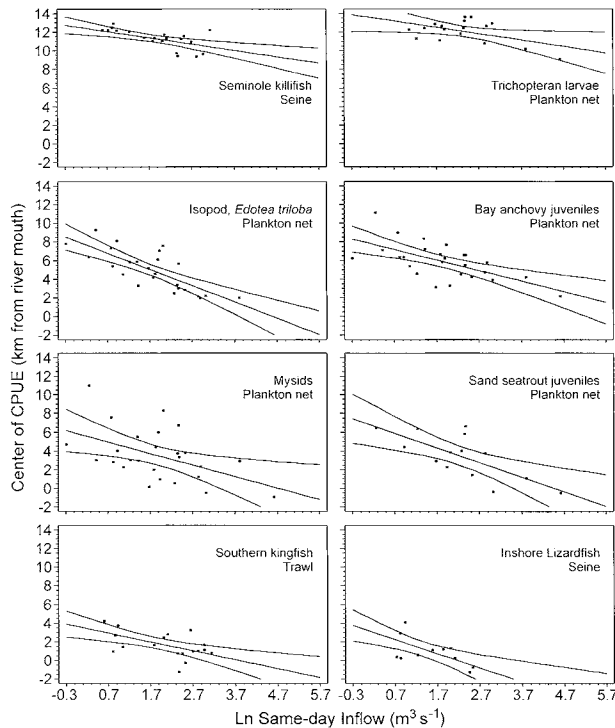 14
12
10
8
6
4
2
0
-2
Seminole killifish
Seine
Trichopteran larvae
Plankton net
14
12
10
8
6
4
2
0
-2
Isopod, Edotea triloba
Plankton net
Bay anchovy juveniles
Plankton net
14
12
10
8
6
4
2
0
-2
Mysids
Plankton net
Sand seatrout juveniles
Plankton net
14
12
10
8
6
4
2
0
-2
Southern kingfish
Trawl
Inshore Lizardfish
Seine
-0.3 0.7 1.7 2.7 3.7 4.7 5.7 -0.3 0.7 1.7 2.7 3.7 4.7 5.7
Ln Same-day Inflow (m³ s⁻¹)
Center of CPUE (km from river mouth)